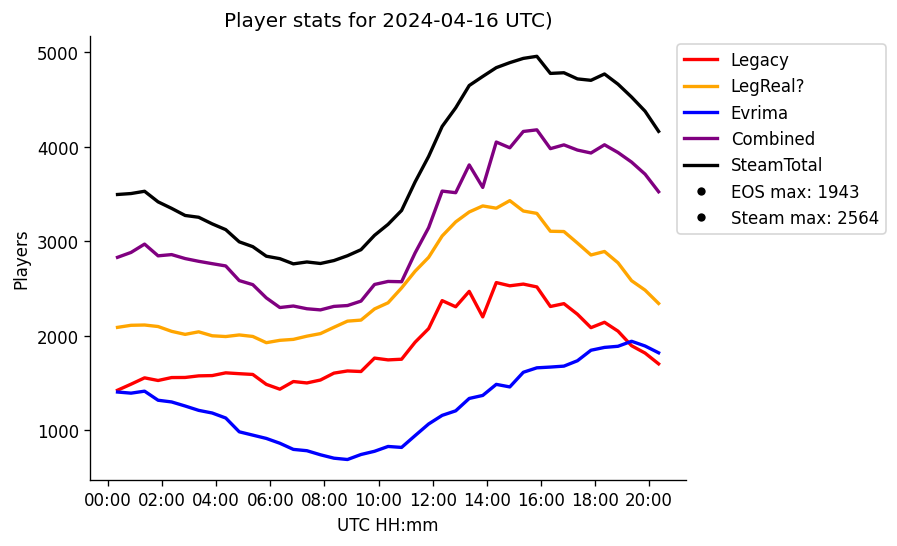 Player stats for 2024-04-16 UTC)
5000
4000
3000
2000
1000
Players
00:00 02:00 04:00 06:00 08:00 10:00 12:00 14:00 16:00 18:00 20:00
UTC HH:mm
Legacy
LegReal?
Evrima
Combined
SteamTotal
EOS max: 1943
Steam max: 2564